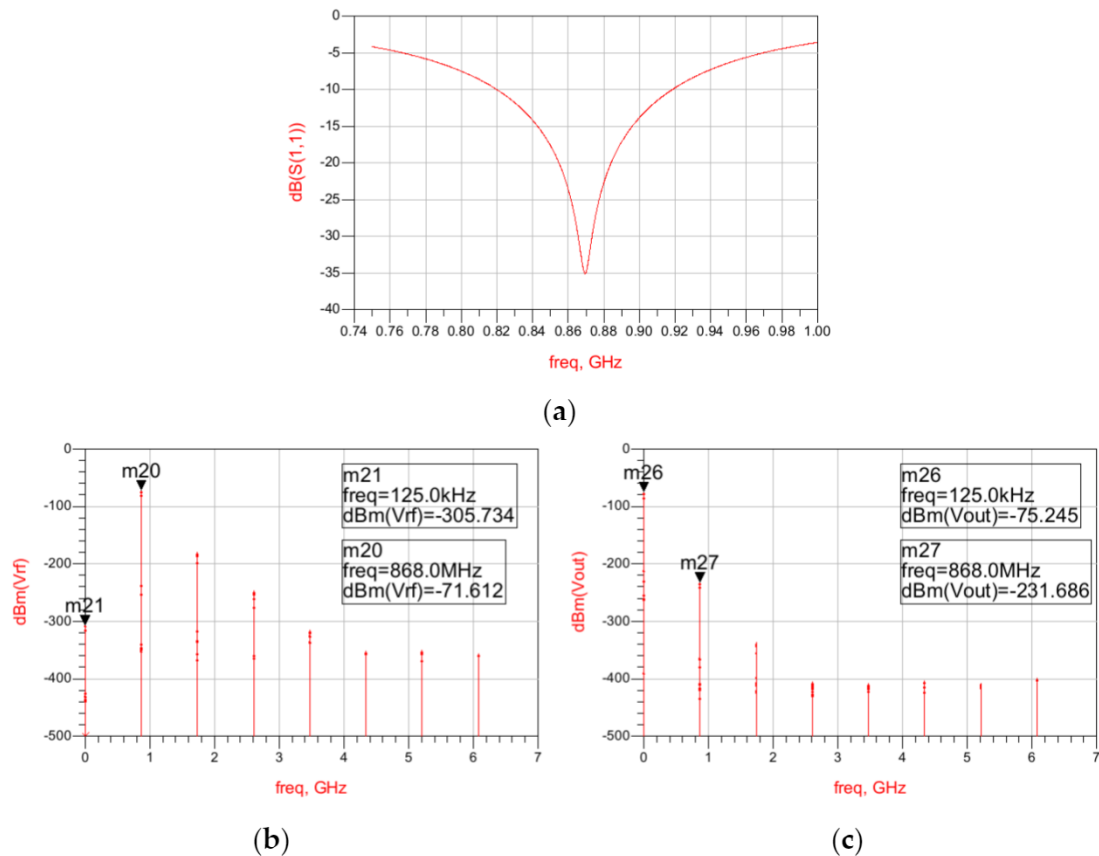 0
-5
-10
-15
-20
-25
-30
-35
-40
dB(S(1,1))
0.74 0.76 0.78 0.80 0.82 0.84 0.86 0.88 0.90 0.92 0.94 0.96 0.98 1.00
freq, GHz
(a)
0
-100
-200
-300
-400
-500
dBm(Vrf)
m20
m21
m21
freq=125.0kHz
dBm(Vrf)=-305.734
m20
freq=868.0MHz
dBm(Vrf)=-71.612
0 1 2 3 4 5 6 7
freq, GHz
(b)
0
-100
-200
-300
-400
-500
dBm(Vout)
m26
m27
m26
freq=125.0kHz
dBm(Vout)=-75.245
m27
freq=868.0MHz
dBm(Vout)=-231.686
0 1 2 3 4 5 6 7
freq, GHz
(c)